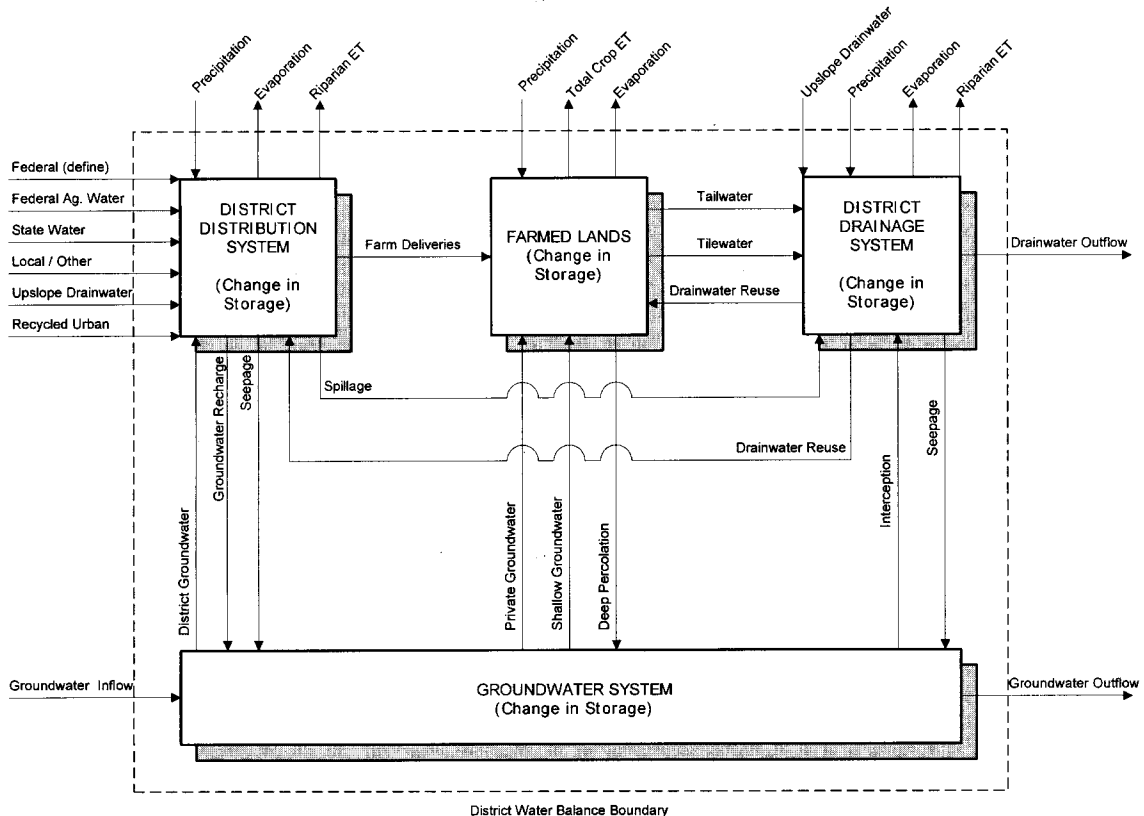 Precipitation
Evaporation
Riparian ET
Precipitation
Total Crop ET
Evaporation
Upslope Drainwater
Precipitation
Evaporation
Riparian ET
Federal (define)
Federal Ag. Water
State Water
Local / Other
Upslope Drainwater
Recycled Urban
DISTRICT
DISTRIBUTION
SYSTEM
(Change in
Storage)
Farm Deliveries
FARMED LANDS
(Change in
Storage)
Tailwater
Tilewater
Drainwater Reuse
DISTRICT
DRAINAGE
SYSTEM
(Change in
Storage)
Drainwater Outflow
Spillage
Drainwater Reuse
District Groundwater
Groundwater Recharge
Seepage
Private Groundwater
Shallow Groundwater
Deep Percolation
Interception
Seepage
Groundwater Inflow
GROUNDWATER SYSTEM
(Change in Storage)
Groundwater Outflow
District Water Balance Boundary